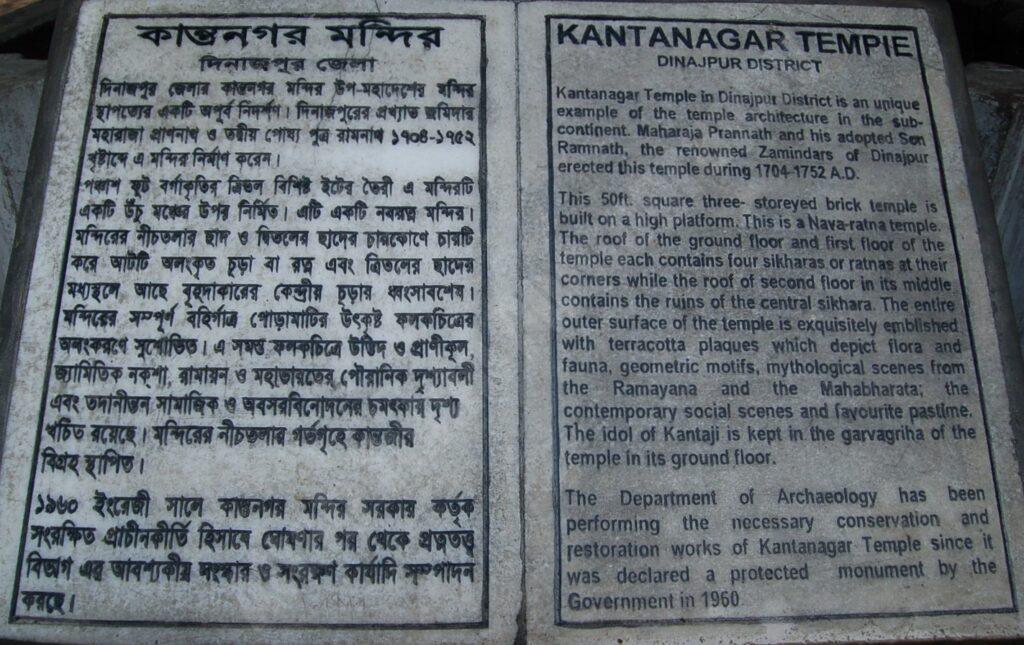 কান্তনগর মন্দির
দিনাজপুর জেলা
দিনাজপুর জেলার কান্তনগর মন্দির উপ-মহাদেশের মন্দির
স্থাপত্যের একটি অপূর্ব নিদর্শন। দিনাজপুরের প্রখ্যাত জমিদার
মহারাজা প্রাণনাথ ও তদীয় পোষ্য পুত্র রামনাথ ১৭০৪-১৭৫২
খৃষ্টাব্দে এ মন্দির নির্মাণ করেন।
পঞ্চাশ ফুট বর্গাকৃতির ত্রিতল বিশিষ্ট ইটের তৈরী এ মন্দিরটি
একটি উঁচু মঞ্চের উপর নির্মিত। এটি একটি নবরত্ন মন্দির।
মন্দিরের নীচতলার ছাদ ও দ্বিতলের ছাদের চারকোণে চারটি
করে আটটি অলংকৃত চুড়া বা রত্ন এবং ত্রিতলের ছাদের
মধ্যস্থলে আছে বৃহদাকারের কেন্দ্রীয় চুড়ার ধ্বংসাবশেষ।
মন্দিরের সম্পূর্ণ বহির্গাত্র পোড়ামাটির উৎকৃষ্ট ফলকচিত্রের
অলংকরণে সুশোভিত। এ সমস্ত ফলকচিত্রে উদ্ভিদ ও প্রাণীকূল,
জ্যামিতিক নক্শা, রামায়ন ও মহাভারতের পৌরানিক দৃশ্যাবলী
এবং তদানীন্তন সামাজিক ও অবসরবিনোদনের চমৎকার দৃশ্য
খচিত রয়েছে। মন্দিরের নীচতলার গর্ভগৃহে কান্তজীর
বিগ্রহ স্থাপিত।
১৯৬০ ইংরেজী সালে কান্তনগর মন্দির সরকার কর্তৃক
সংরক্ষিত প্রাচীনকীর্তি হিসাবে ঘোষণার পর থেকে প্রত্নতত্ত্ব
বিভাগ এর আবশ্যকীয় সংস্কার ও সংরক্ষণ কার্যাদি সম্পাদন
করছে।
KANTANAGAR TEMPIE
DINAJPUR DISTRICT
Kantanagar Temple in Dinajpur District is an unique
example of the temple architecture in the sub-
continent. Maharaja Prannath and his adopted Son
Ramnath, the renowned Zamindars of Dinajpur
erected this temple during 1704-1752 A.D.
This 50ft. square three- storeyed brick temple is
built on a high platform. This is a Nava-ratna temple.
The roof of the ground floor and first floor of the
temple each contains four sikharas or ratnas at their
corners while the roof of second floor in its middle
contains the ruins of the central sikhara. The entire
outer surface of the temple is exquisitely emblished
with terracotta plaques which depict flora and
fauna, geometric motifs, mythological scenes from
the Ramayana and the Mahabharata; the
contemporary social scenes and favourite pastime.
The idol of Kantaji is kept in the garvagriha of the
temple in its ground floor.
The Department of Archaeology has been
performing the necessary conservation and
restoration works of Kantanagar Temple since it
was declared a protected monument by the
Government in 1960.